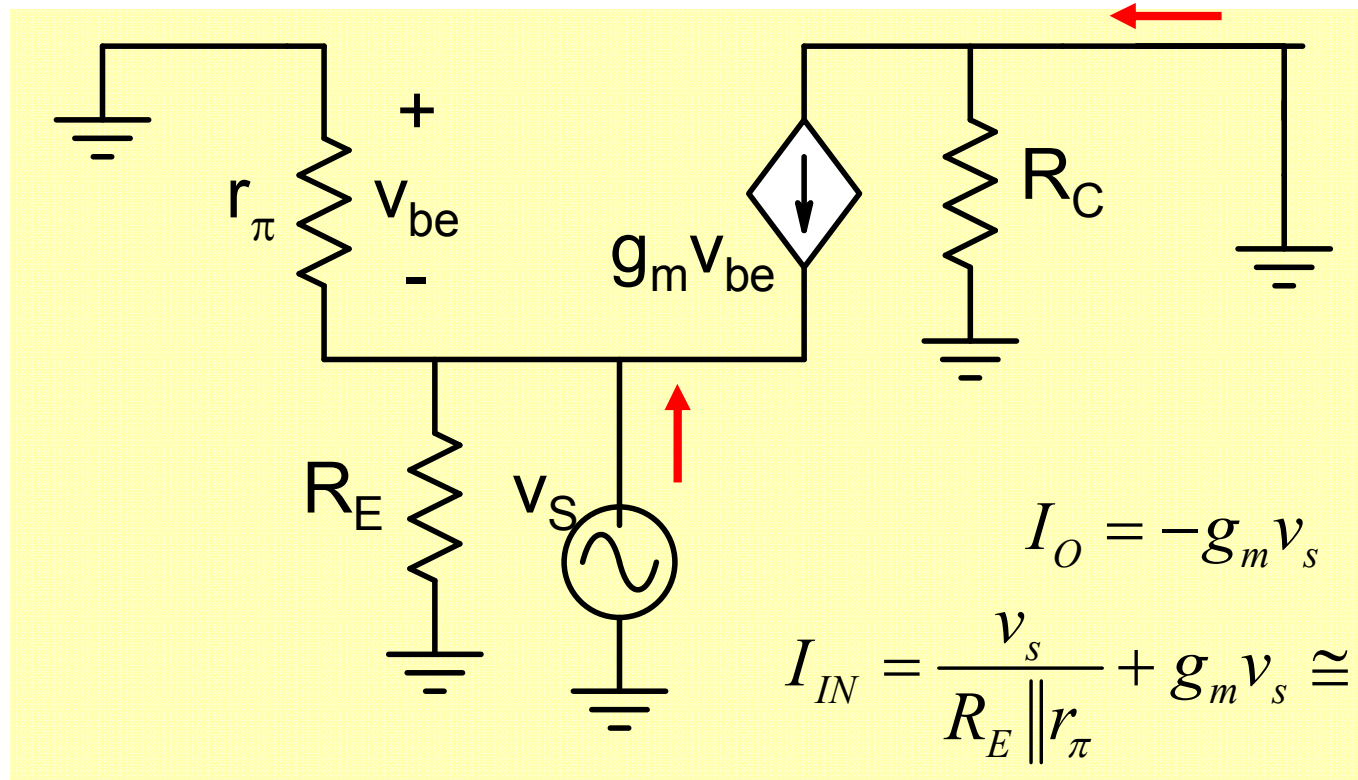 +
r_π
v_be
-
g_m v_be
R_C
R_E
v_S
I_O = −g_m v_s
I_IN = v_s / (R_E ‖ r_π) + g_m v_s ≅